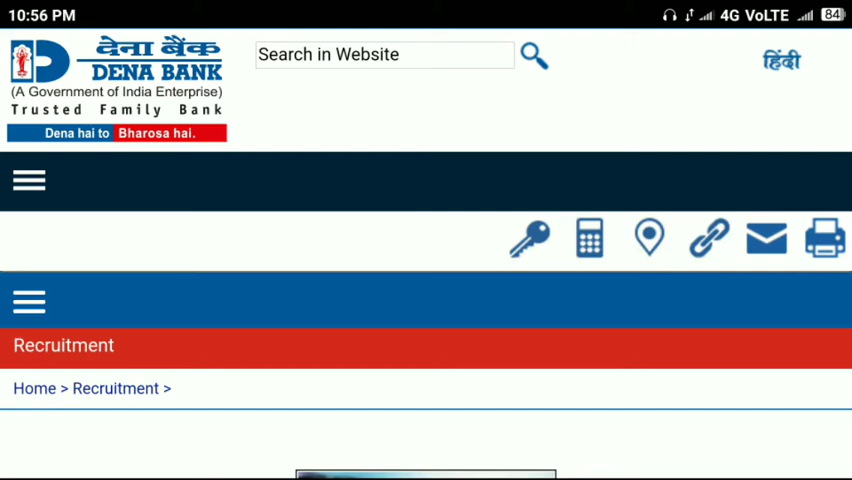 10:56 PM 4G VoLTE 84
देना बैंक
DENA BANK
(A Government of India Enterprise)
Trusted Family Bank
Dena hai to Bharosa hai.
Search in Website
हिंदी
Recruitment
Home > Recruitment >